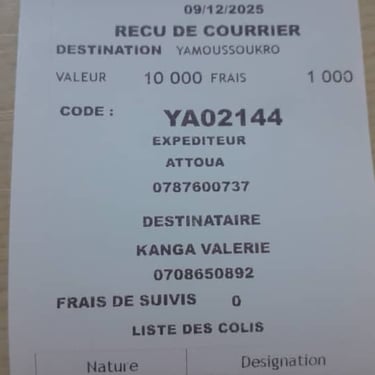 09/12/2025
RECU DE COURRIER
DESTINATION YAMOUSSOUKRO
VALEUR 10 000 FRAIS 1 000
CODE : YA02144
EXPEDITEUR
ATTOUA
0787600737
DESTINATAIRE
KANGA VALERIE
0708650892
FRAIS DE SUIVIS 0
LISTE DES COLIS
Nature Designation